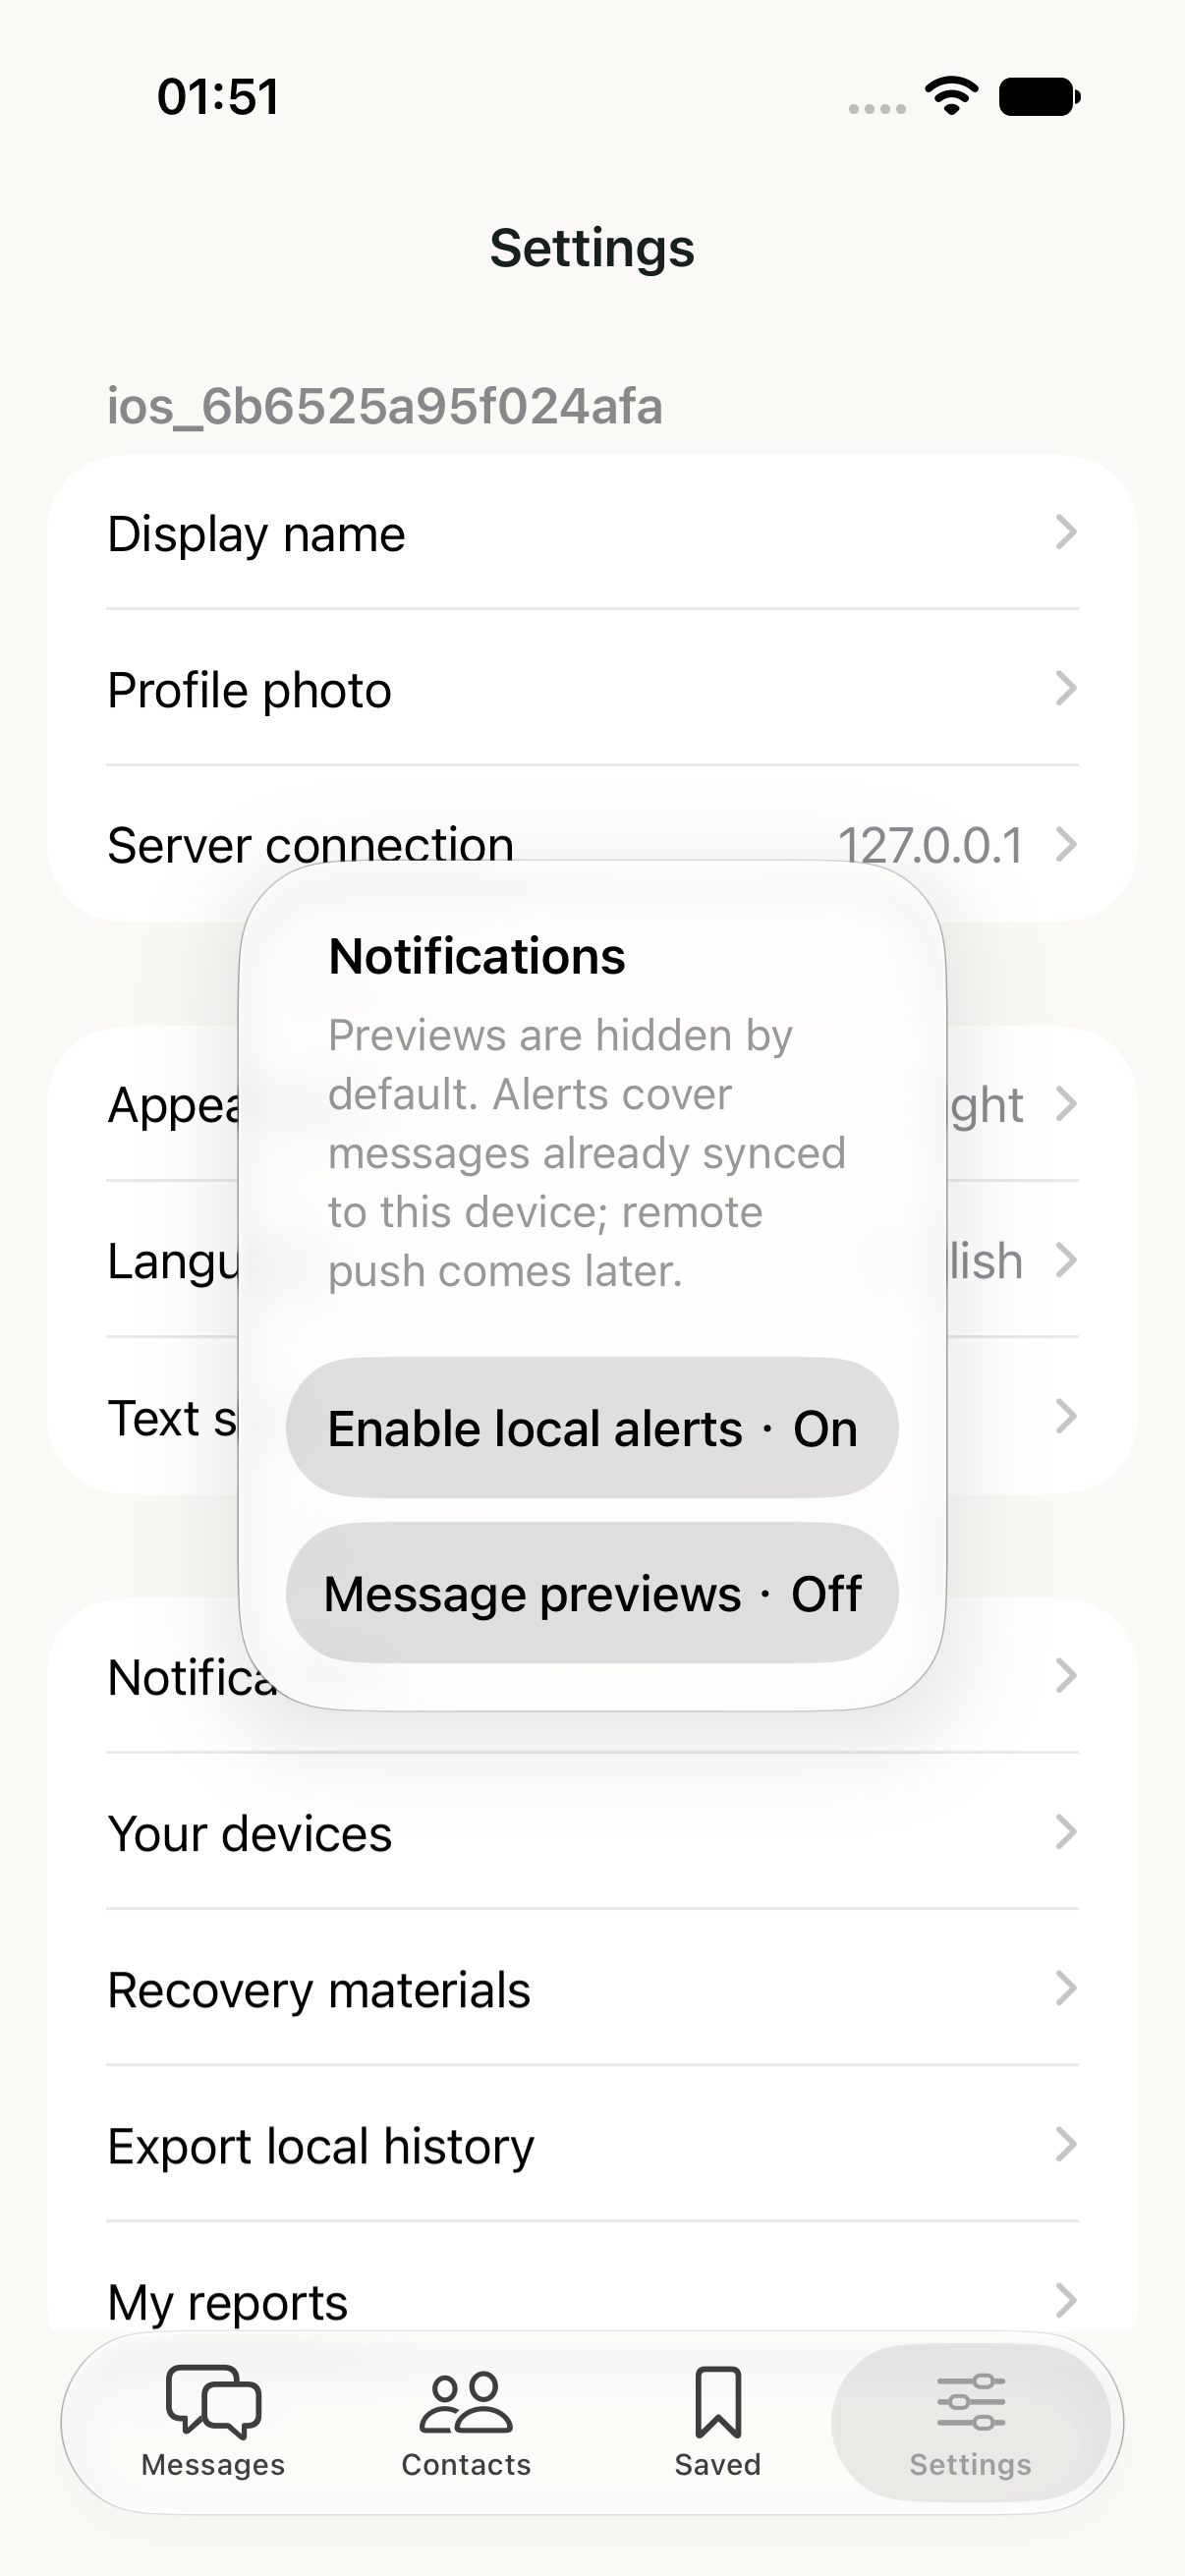 01:51
Settings
ios_6b6525a95f024afa
Display name
Profile photo
Server connection 127.0.0.1
Notifications
Previews are hidden by
default. Alerts cover
messages already synced
to this device; remote
push comes later.
Enable local alerts · On
Message previews · Off
Your devices
Recovery materials
Export local history
My reports
Messages Contacts Saved Settings